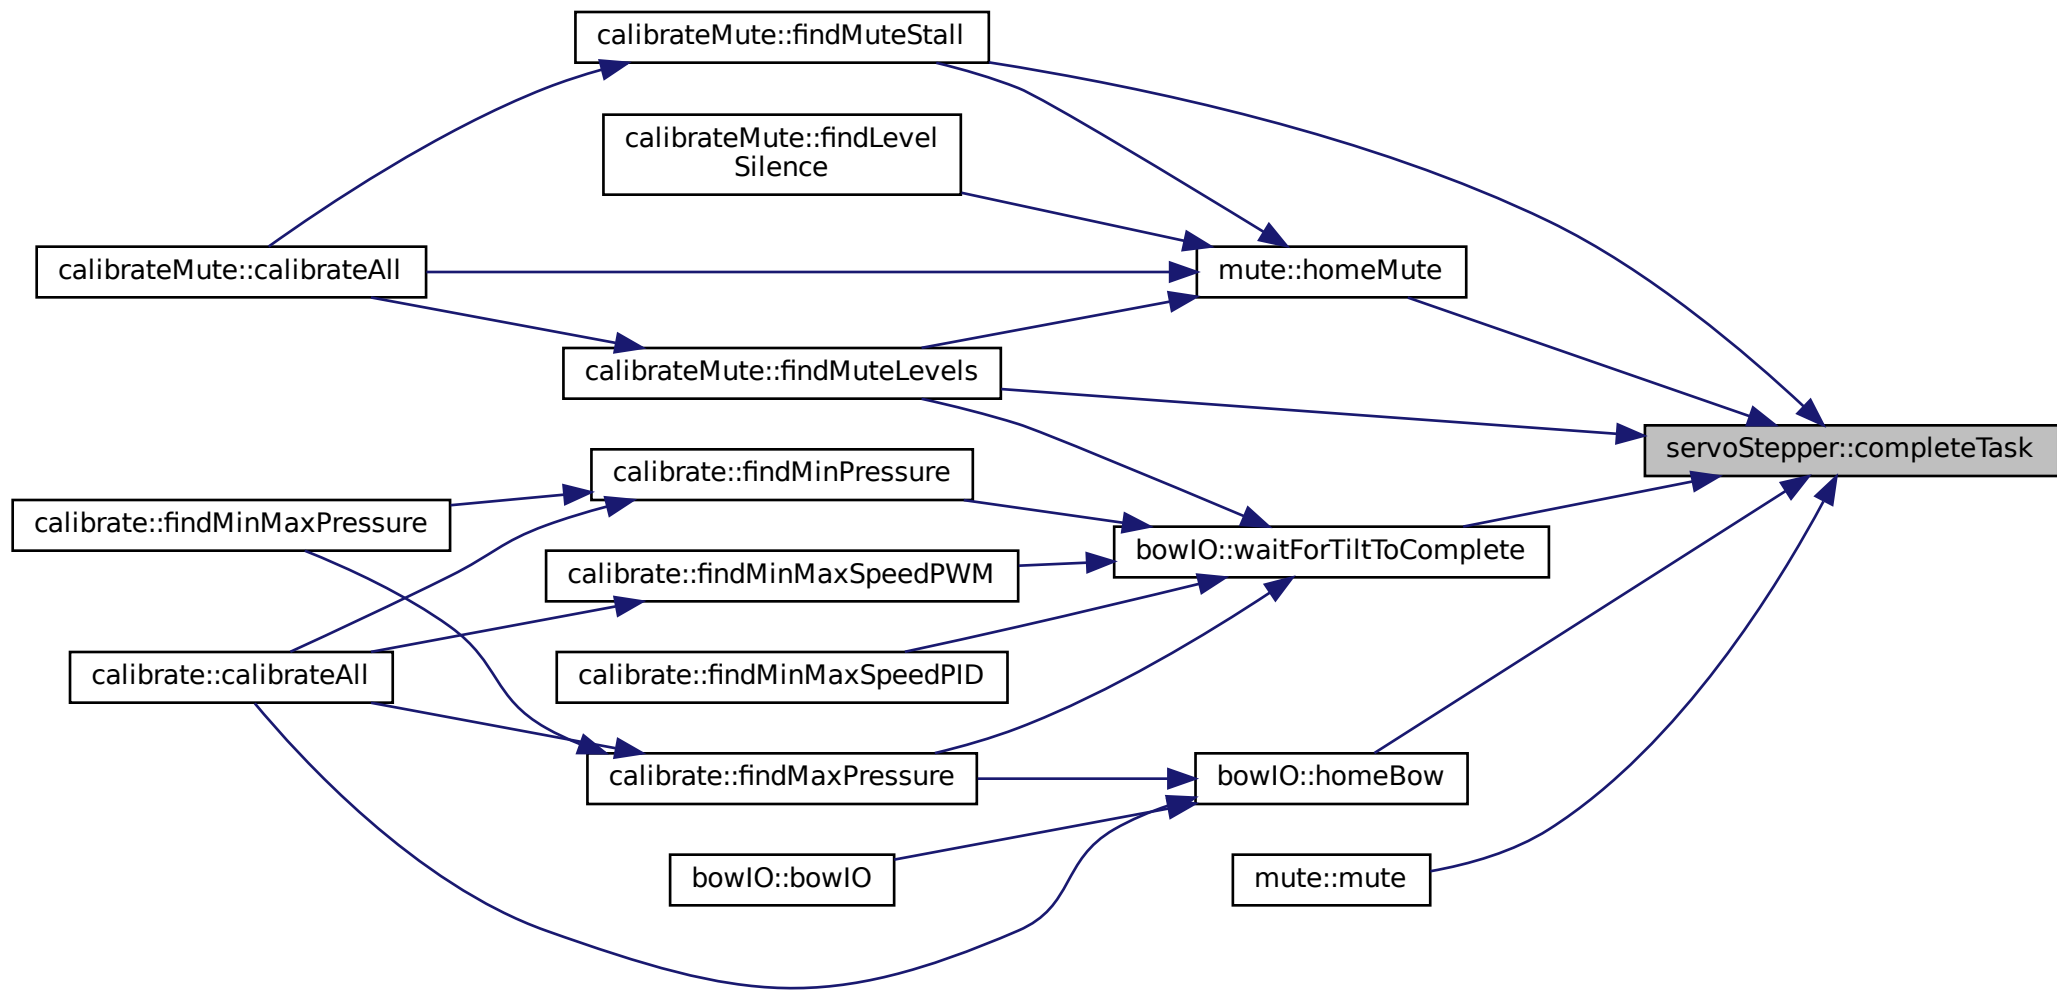 calibrateMute::findMuteStall
calibrateMute::findLevel
Silence
calibrateMute::calibrateAll
mute::homeMute
calibrateMute::findMuteLevels
servoStepper::completeTask
calibrate::findMinPressure
calibrate::findMinMaxPressure
bowIO::waitForTiltToComplete
calibrate::findMinMaxSpeedPWM
calibrate::calibrateAll
calibrate::findMinMaxSpeedPID
calibrate::findMaxPressure
bowIO::homeBow
bowIO::bowIO
mute::mute